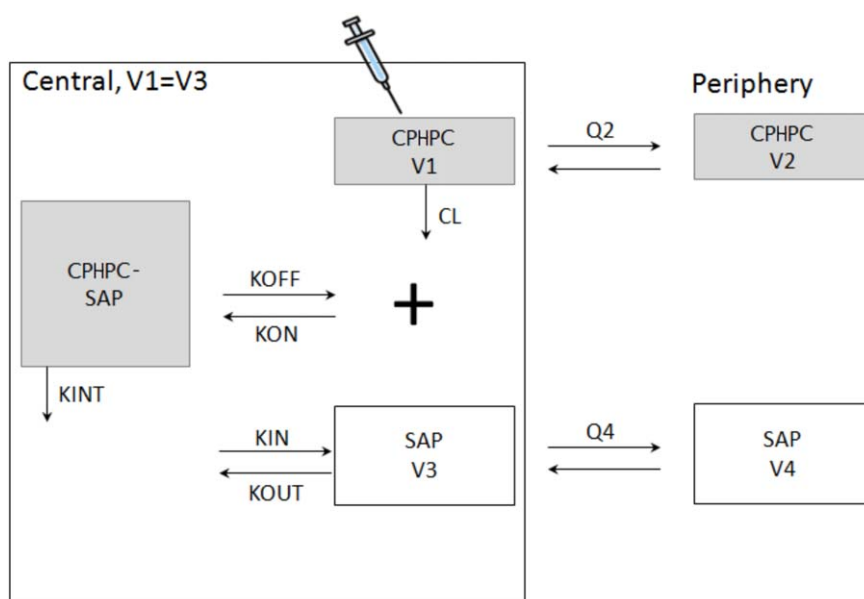 Central, V1=V3
Periphery
CPHPC
V1
Q2
CPHPC
V2
CL
CPHPC-
SAP
KOFF
KON
KINT
KIN
KOUT
SAP
V3
Q4
SAP
V4